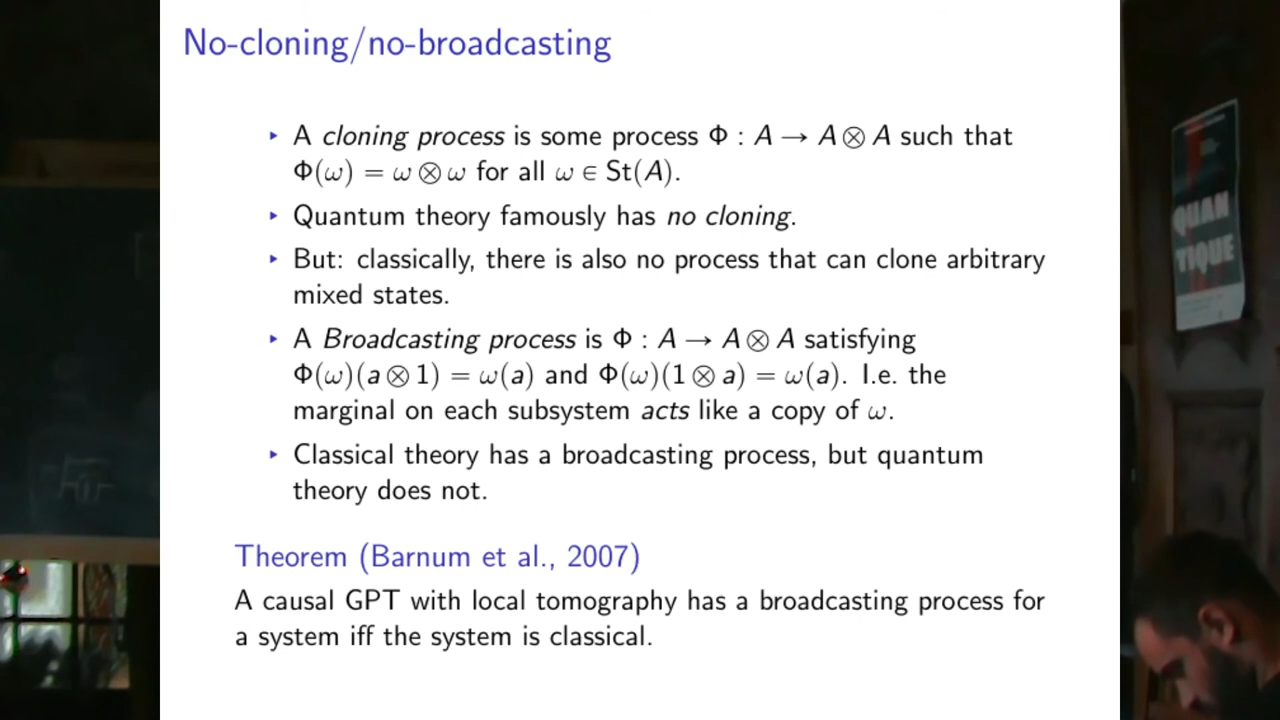 No-cloning/no-broadcasting
‣ A cloning process is some process Φ : A → A ⊗ A such that
Φ(ω) = ω ⊗ ω for all ω ∈ St(A).
‣ Quantum theory famously has no cloning.
‣ But: classically, there is also no process that can clone arbitrary
mixed states.
‣ A Broadcasting process is Φ : A → A ⊗ A satisfying
Φ(ω)(a ⊗ 1) = ω(a) and Φ(ω)(1 ⊗ a) = ω(a). I.e. the
marginal on each subsystem acts like a copy of ω.
‣ Classical theory has a broadcasting process, but quantum
theory does not.
Theorem (Barnum et al., 2007)
A causal GPT with local tomography has a broadcasting process for
a system iff the system is classical.
QUAN
TIQUE